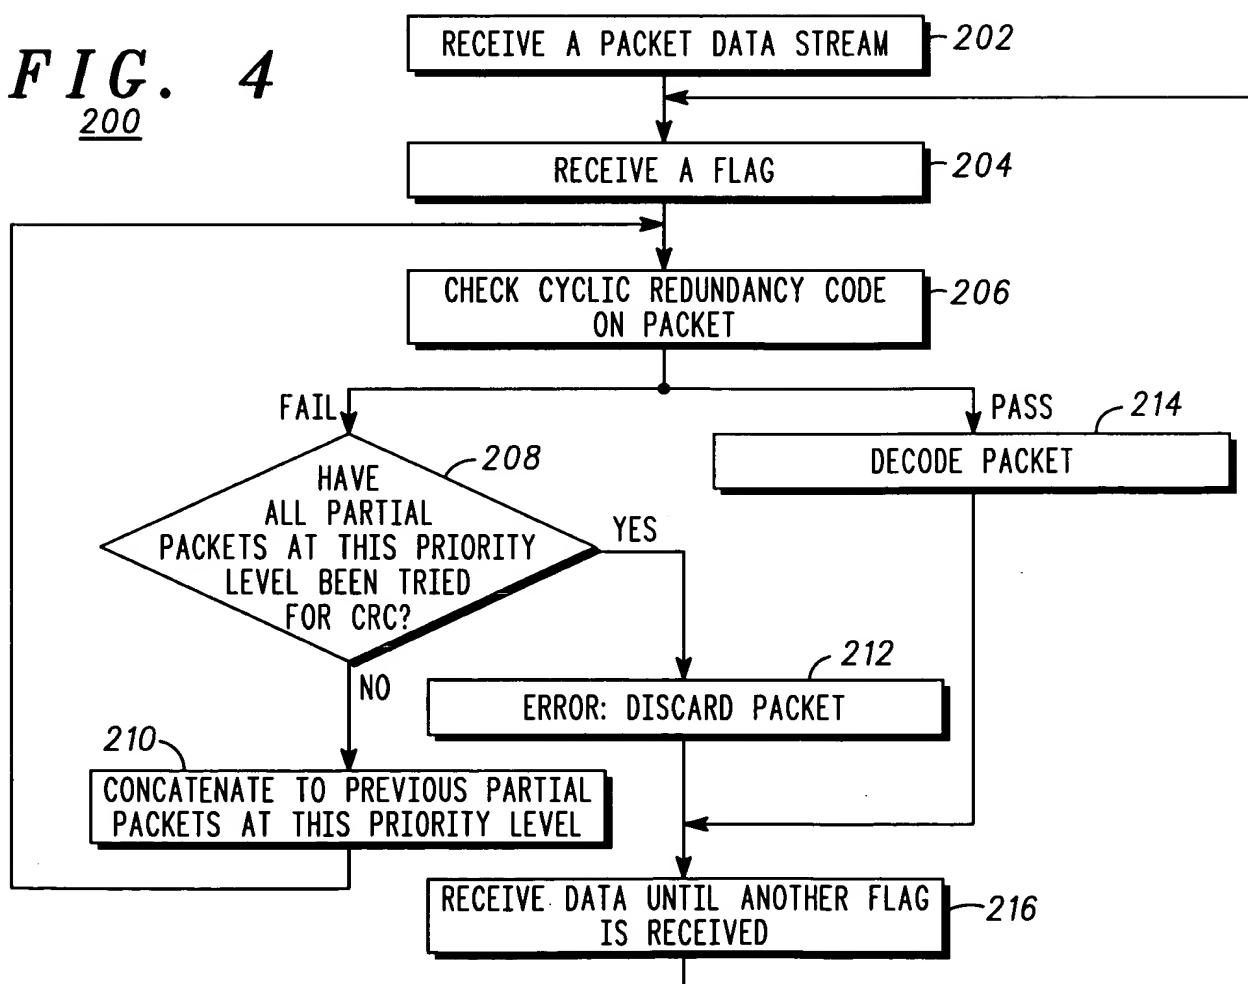 FIG. 4
200
RECEIVE A PACKET DATA STREAM
202
RECEIVE A FLAG
204
CHECK CYCLIC REDUNDANCY CODE
ON PACKET
206
FAIL
PASS
214
DECODE PACKET
208
HAVE
ALL PARTIAL
PACKETS AT THIS PRIORITY
LEVEL BEEN TRIED
FOR CRC?
YES
NO
212
ERROR: DISCARD PACKET
210
CONCATENATE TO PREVIOUS PARTIAL
PACKETS AT THIS PRIORITY LEVEL
RECEIVE DATA UNTIL ANOTHER FLAG
IS RECEIVED
216